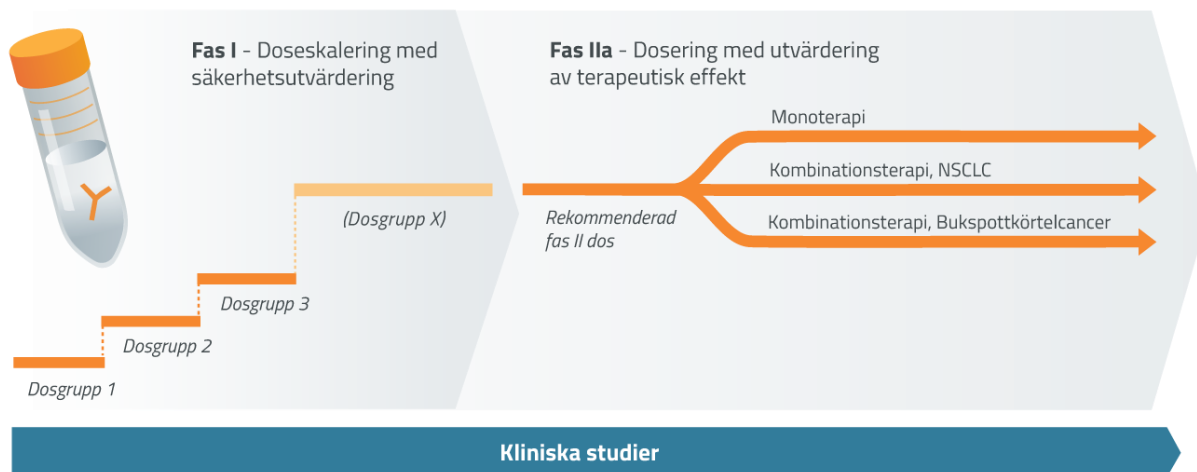 Fas I - Doseskalering med
säkerhetsutvärdering
Fas IIa - Dosering med utvärdering
av terapeutisk effekt
Monoterapi
Kombinationsterapi, NSCLC
Kombinationsterapi, Bukspottkörtelcancer
Rekommenderad
fas II dos
(Dosgrupp X)
Dosgrupp 3
Dosgrupp 2
Dosgrupp 1
Kliniska studier